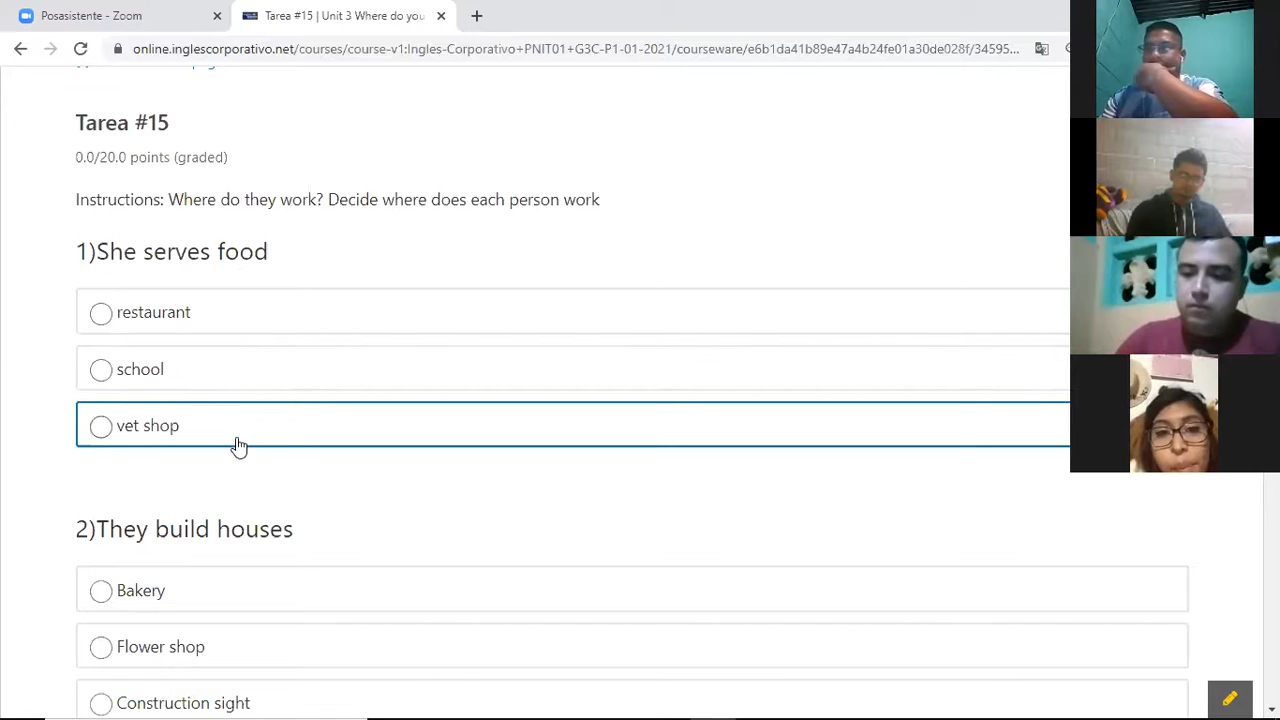 Posasistente - Zoom
Tarea #15 | Unit 3 Where do you
online.inglescorporativo.net/courses/course-v1:Ingles-Corporativo+PNIT01+G3C-P1-01-2021/courseware/e6b1da41b89e47a4b24fe01a30de028f/34595...
Tarea #15
0.0/20.0 points (graded)
Instructions: Where do they work? Decide where does each person work
1)She serves food
restaurant
school
vet shop
2)They build houses
Bakery
Flower shop
Construction sight